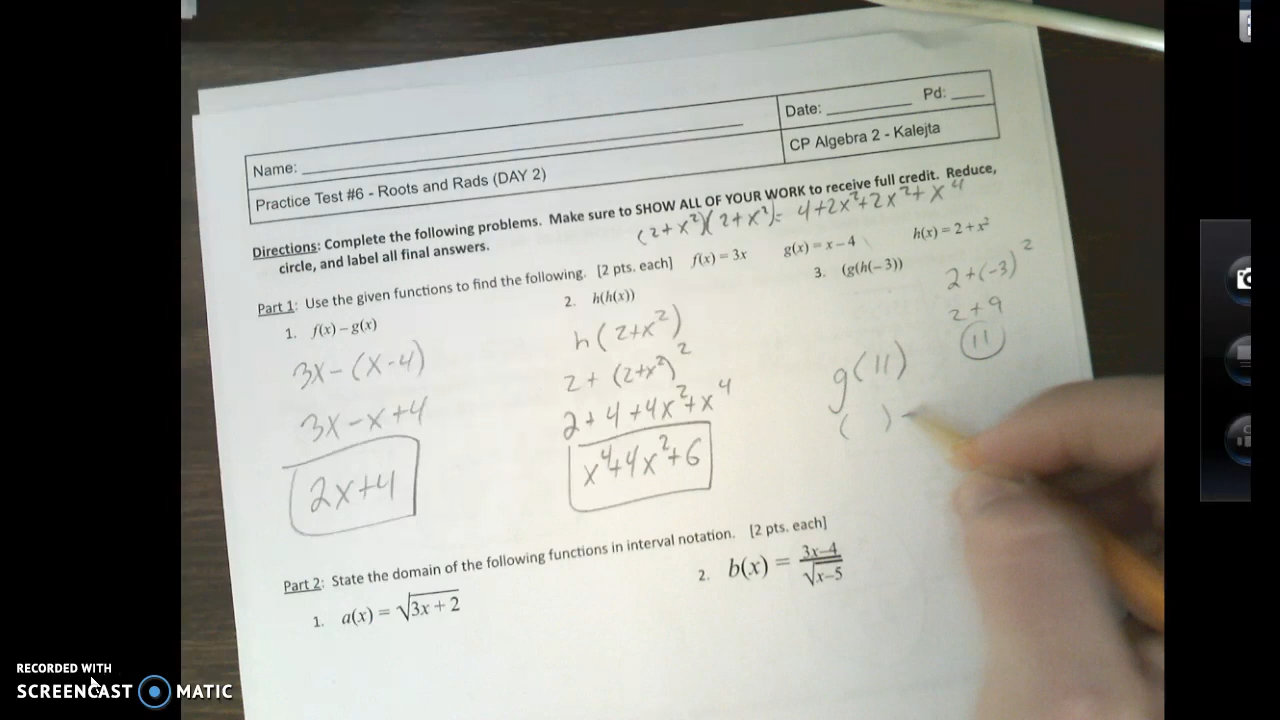 Name: ____ Date: ____ Pd: ____
Practice Test #6 - Roots and Rads (DAY 2) CP Algebra 2 - Kalejta
Directions: Complete the following problems. Make sure to SHOW ALL OF YOUR WORK to receive full credit. Reduce,
circle, and label all final answers.
(2+x²)(2+x²)= 4+2x²+2x²+x⁴
Part 1: Use the given functions to find the following. [2 pts. each] f(x) = 3x g(x) = x – 4 h(x) = 2 + x²
1. f(x) – g(x)
3x-(x-4)
3x-x+4
2x+4
2. h(h(x))
h(2+x²)
2+(2+x²)²
2+4+4x²+x⁴
x⁴+4x²+6
3. (g(h(–3))
2+(-3)²
2+9
11
g(11)
( ) -
Part 2: State the domain of the following functions in interval notation. [2 pts. each]
1. a(x) = √(3x + 2)
2. b(x) = (3x–4)/√(x–5)
RECORDED WITH
SCREENCAST MATIC